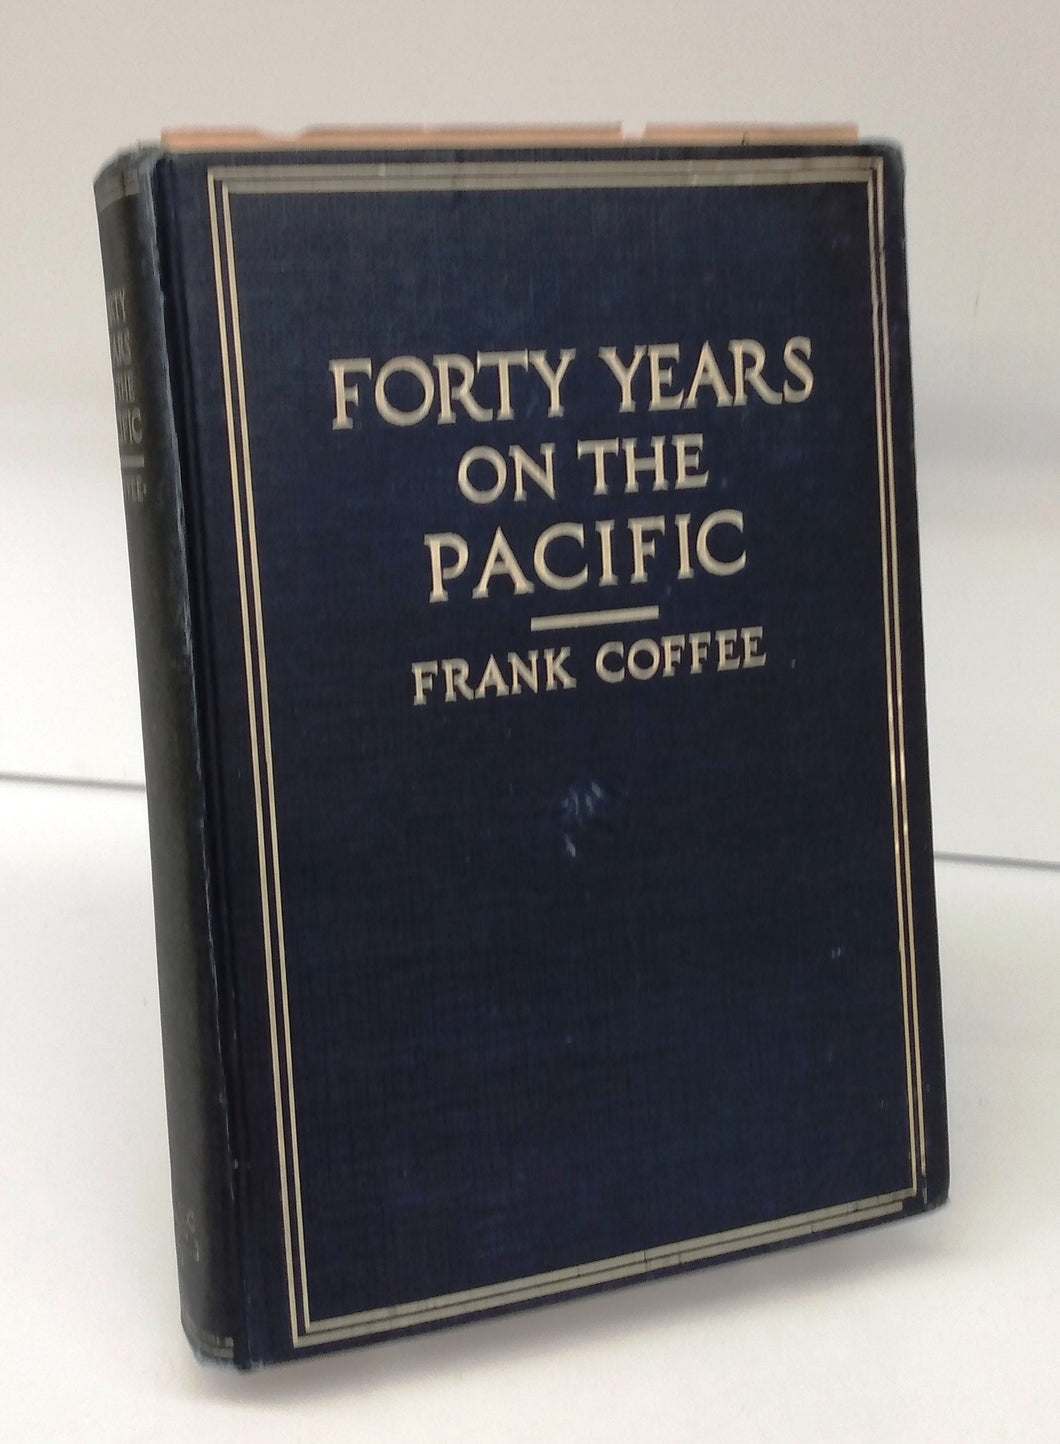 FORTY YEARS
ON THE
PACIFIC
FRANK COFFEE